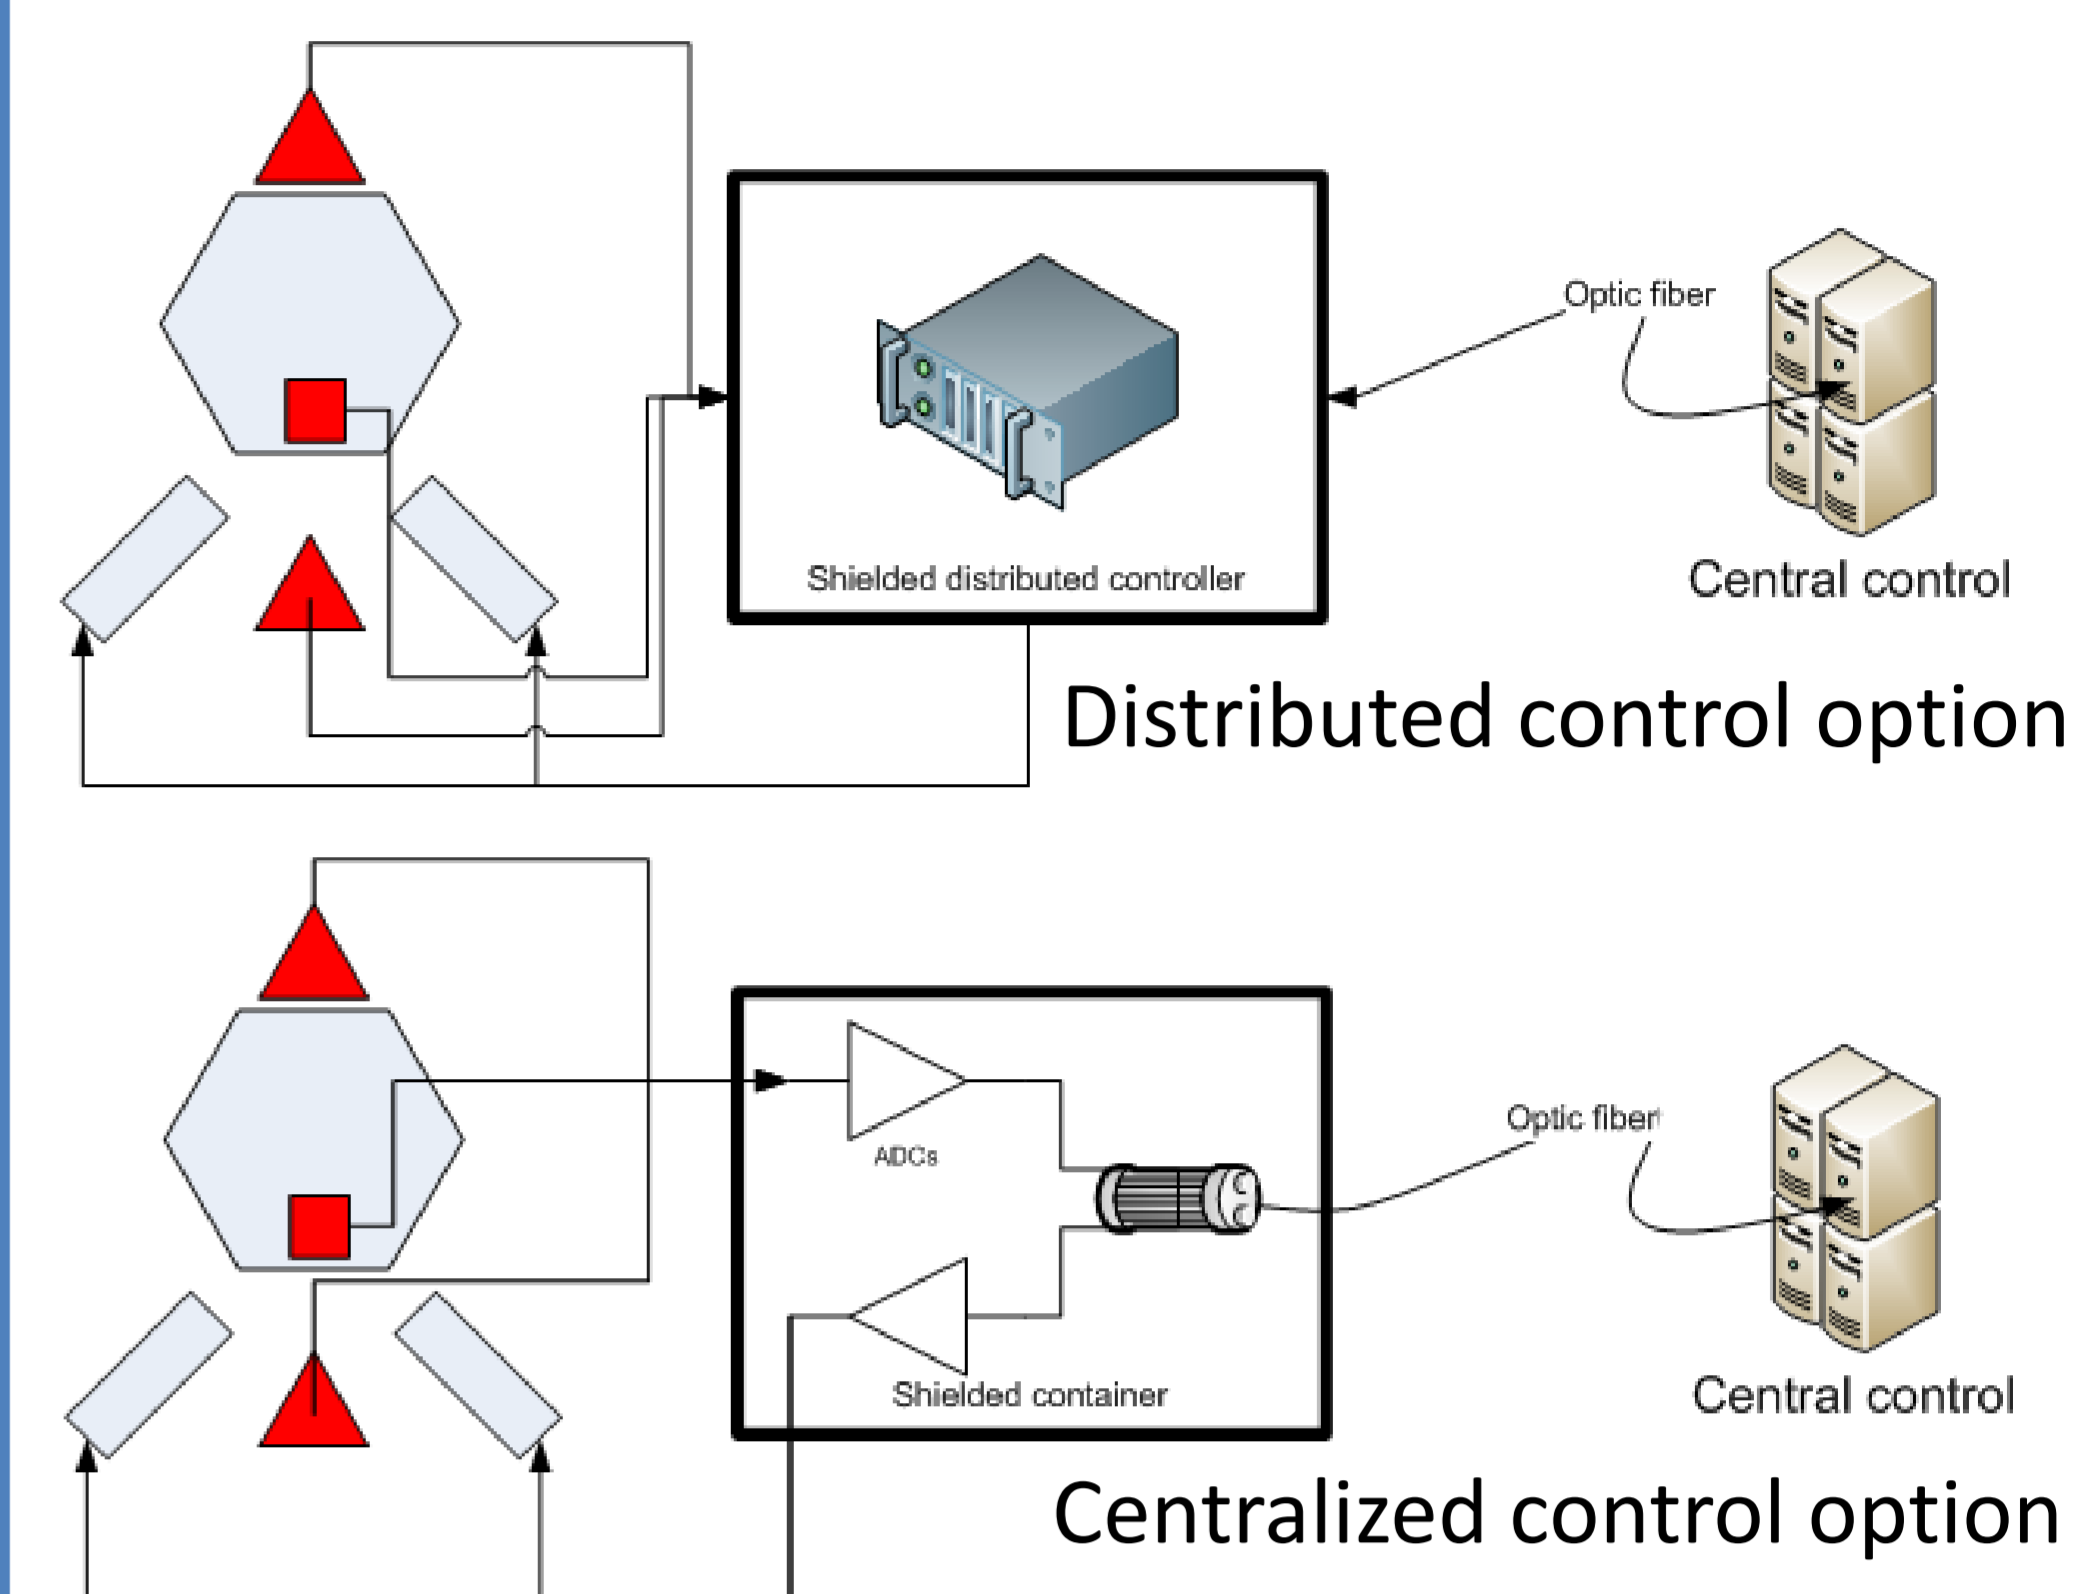 Optic fiber
Shielded distributed controller
Central control
Distributed control option
ADCs
Optic fiber
Shielded container
Central control
Centralized control option